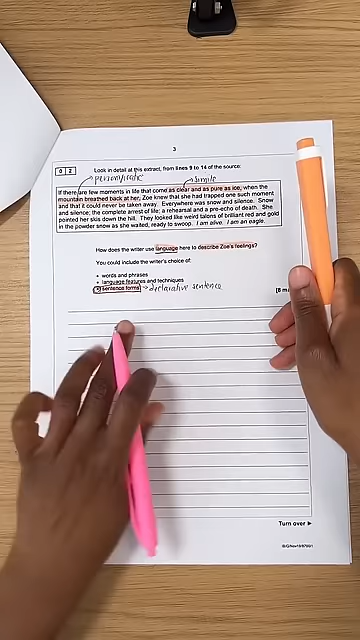 3
0 2 Look in detail at this extract, from lines 9 to 14 of the source:
simile
If there are few moments in life that come as clear and as pure as ice, when the
mountain breathed back at her, Zoe knew that she had trapped one such moment
and that it could never be taken away. Everywhere was snow and silence. Snow
and silence; the complete arrest of life; a rehearsal and a pre-echo of death. She
pointed her skis down the hill. They looked like weird talons of brilliant red and gold
in the powder snow as she waited, ready to swoop. I am alive. I am an eagle.
How does the writer use language here to describe Zoe's feelings?
You could include the writer's choice of:
• words and phrases
• language features and techniques
sentence forms → declarative sentence
[8 ma
Turn over ►